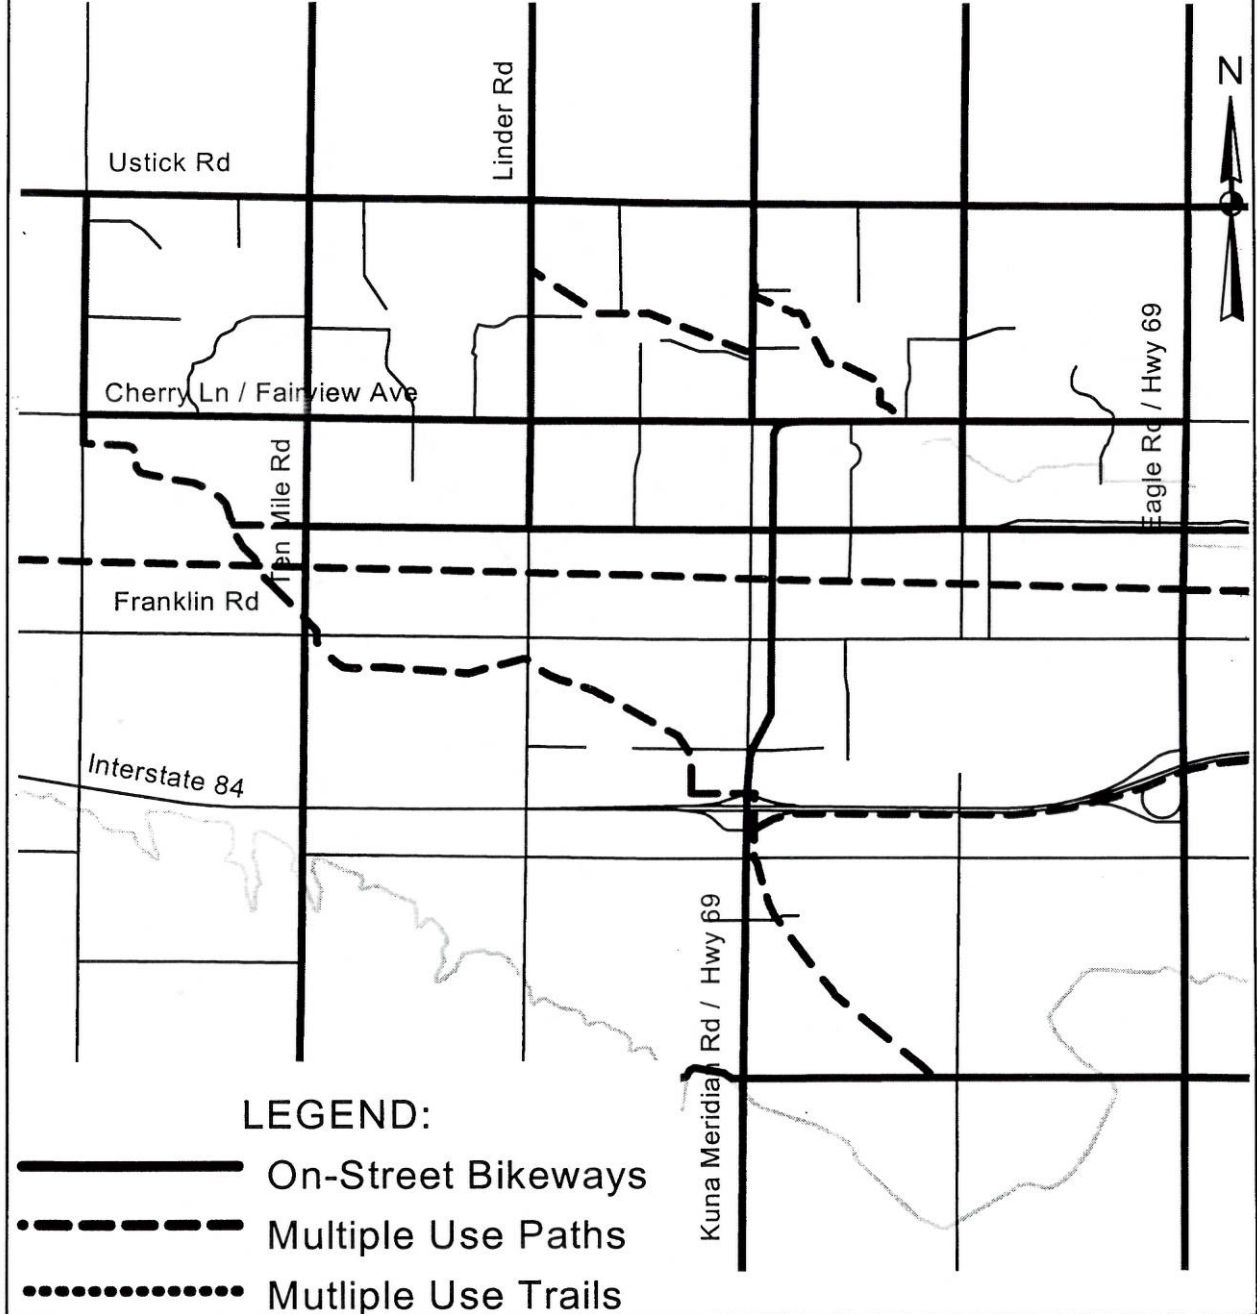 N
Linder Rd
Ustick Rd
Eagle Rd / Hwy 69
Cherry Ln / Fairview Ave
Ten Mile Rd
Franklin Rd
Interstate 84
Kuna Meridian Rd / Hwy 69
LEGEND:
On-Street Bikeways
Multiple Use Paths
Mutliple Use Trails